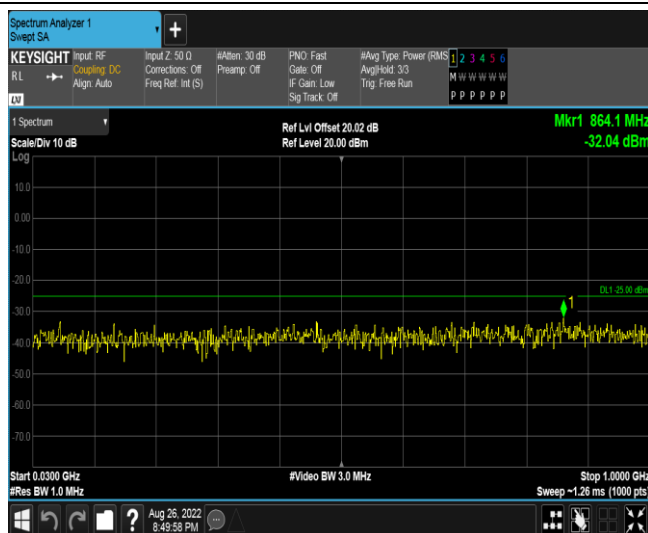 Spectrum Analyzer 1
Swept SA
+
KEYSIGHT
RL
LXI
Input: RF
Coupling: DC
Align: Auto
Input Z: 50 Ω
Corrections: Off
Freq Ref: Int (S)
#Atten: 30 dB
Preamp: Off
PNO: Fast
Gate: Off
IF Gain: Low
Sig Track: Off
#Avg Type: Power (RMS
Avg|Hold: 3/3
Trig: Free Run
1 2 3 4 5 6
M W W W W W
P P P P P P
1 Spectrum
Scale/Div 10 dB
Log
Ref Lvl Offset 20.02 dB
Ref Level 20.00 dBm
Mkr1 864.1 MHz
-32.04 dBm
10.0
0.00
-10.0
-20.0
DL1 -25.00 dBm
1
-30.0
-40.0
-50.0
-60.0
-70.0
Start 0.0300 GHz
#Video BW 3.0 MHz
Stop 1.0000 GHz
#Res BW 1.0 MHz
Sweep ~1.26 ms (1000 pts)
?
Aug 26, 2022
8:49:58 PM